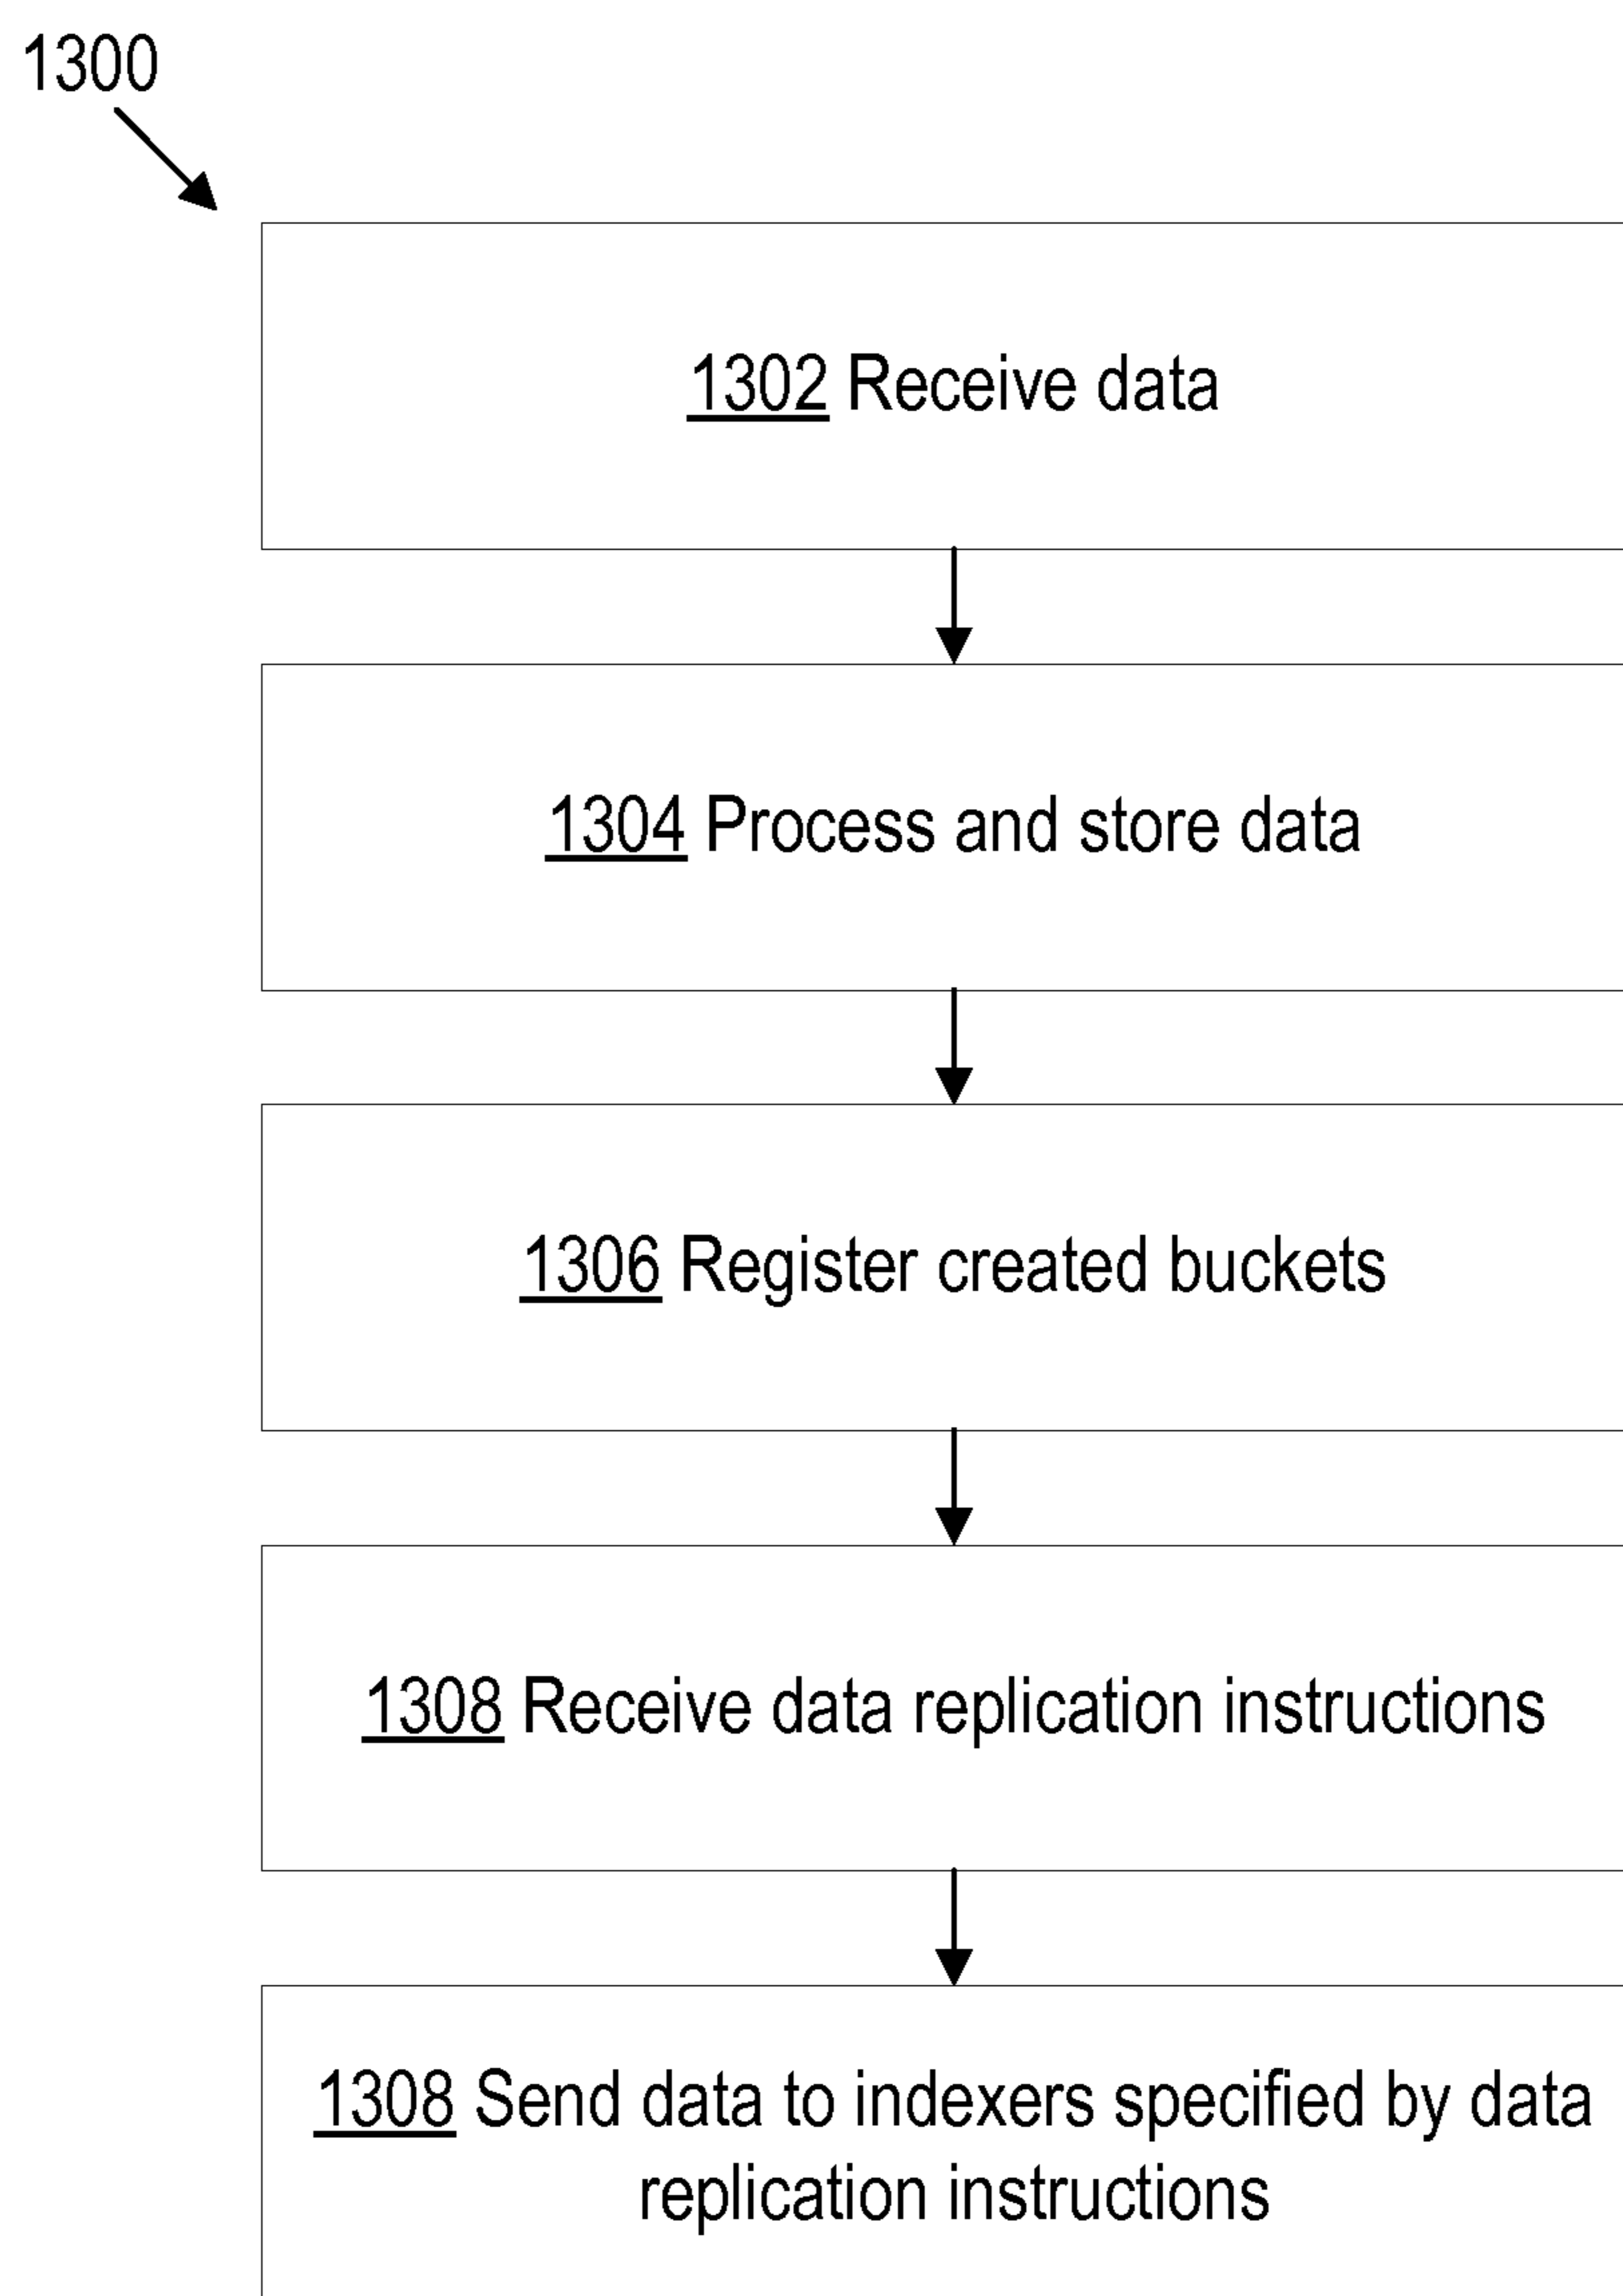 1300
1302 Receive data
1304 Process and store data
1306 Register created buckets
1308 Receive data replication instructions
1308 Send data to indexers specified by data
replication instructions